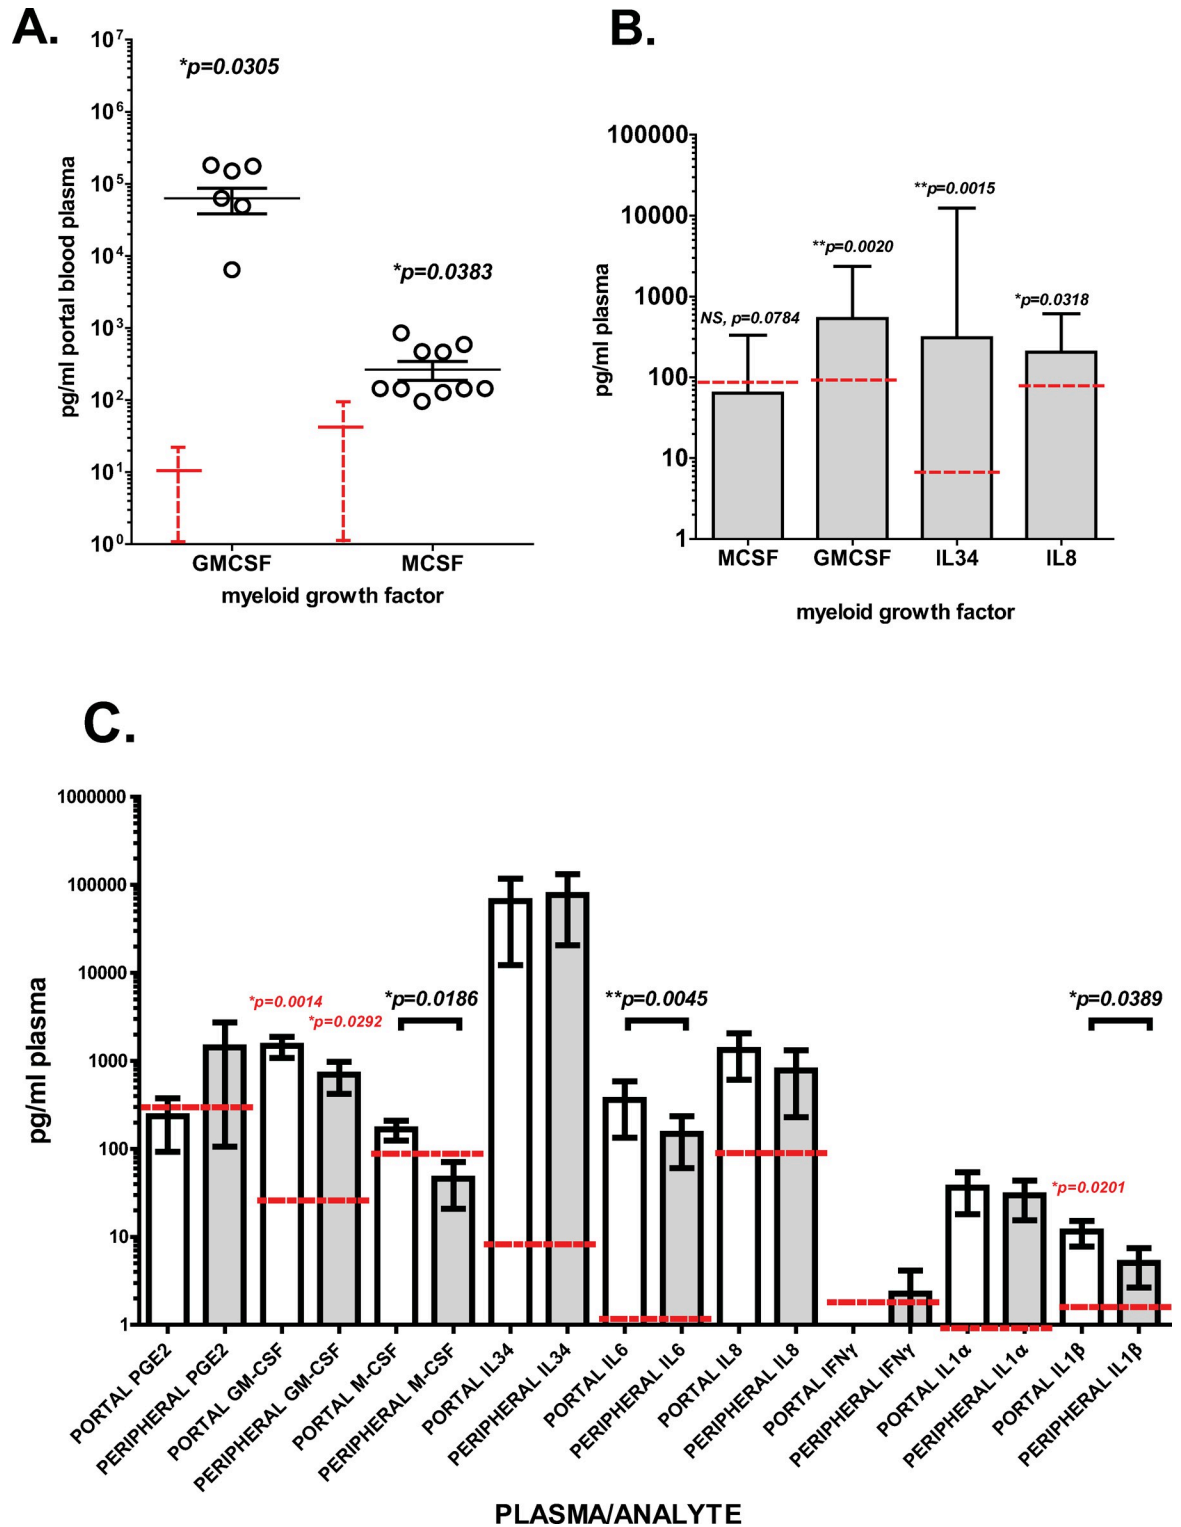 A.
10^7
10^6
10^5
10^4
10^3
10^2
10^1
10^0
pg/ml portal blood plasma
*p=0.0305
*p=0.0383
GMCSF MCSF
myeloid growth factor
B.
100000
10000
1000
100
10
1
pg/ml plasma
NS, p=0.0784
**p=0.0020
**p=0.0015
*p=0.0318
MCSF GMCSF IL34 IL8
myeloid growth factor
C.
1000000
100000
10000
1000
100
10
1
pg/ml plasma
*p=0.0014
*p=0.0292
*p=0.0186
**p=0.0045
*p=0.0201
*p=0.0389
PORTAL PGE2
PERIPHERAL PGE2
PORTAL GM-CSF
PERIPHERAL GM-CSF
PORTAL M-CSF
PERIPHERAL M-CSF
PORTAL IL34
PERIPHERAL IL34
PORTAL IL6
PERIPHERAL IL6
PORTAL IL8
PERIPHERAL IL8
PORTAL IFNγ
PERIPHERAL IFNγ
PORTAL IL1α
PERIPHERAL IL1α
PORTAL IL1β
PERIPHERAL IL1β
PLASMA/ANALYTE